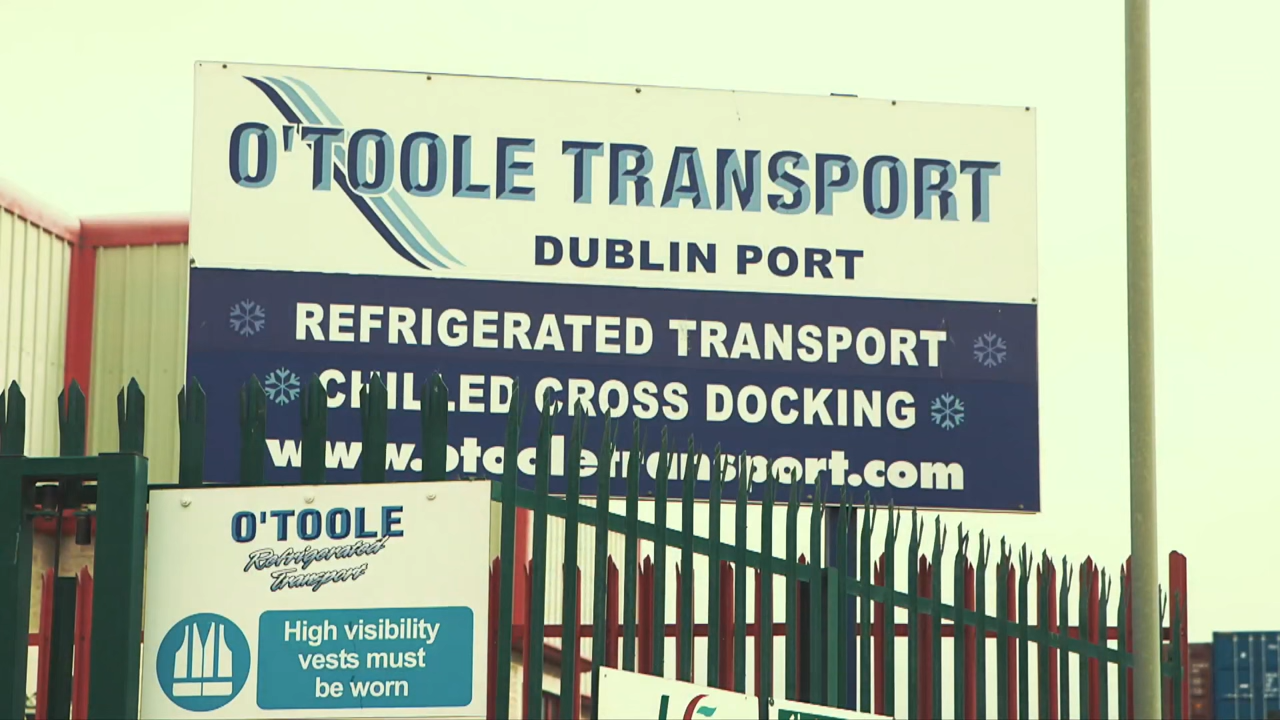 O'TOOLE TRANSPORT
DUBLIN PORT
REFRIGERATED TRANSPORT
CHILLED CROSS DOCKING
www.otooletransport.com
O'TOOLE
Refrigerated
Transport
High visibility
vests must
be worn